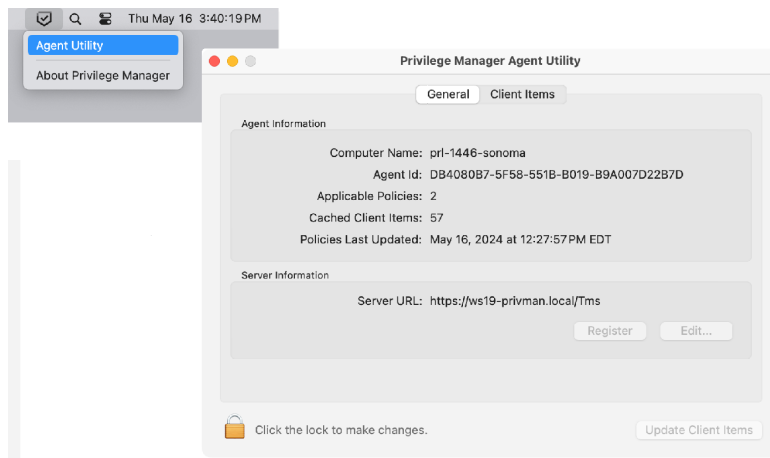 Thu May 16 3:40:19 PM
Agent Utility
About Privilege Manager
Privilege Manager Agent Utility
General Client Items
Agent Information
Computer Name: prl-1446-sonoma
Agent Id: DB4080B7-5F58-551B-B019-B9A007D22B7D
Applicable Policies: 2
Cached Client Items: 57
Policies Last Updated: May 16, 2024 at 12:27:57 PM EDT
Server Information
Server URL: https://ws19-privman.local/Tms
Register Edit...
Click the lock to make changes.
Update Client Items